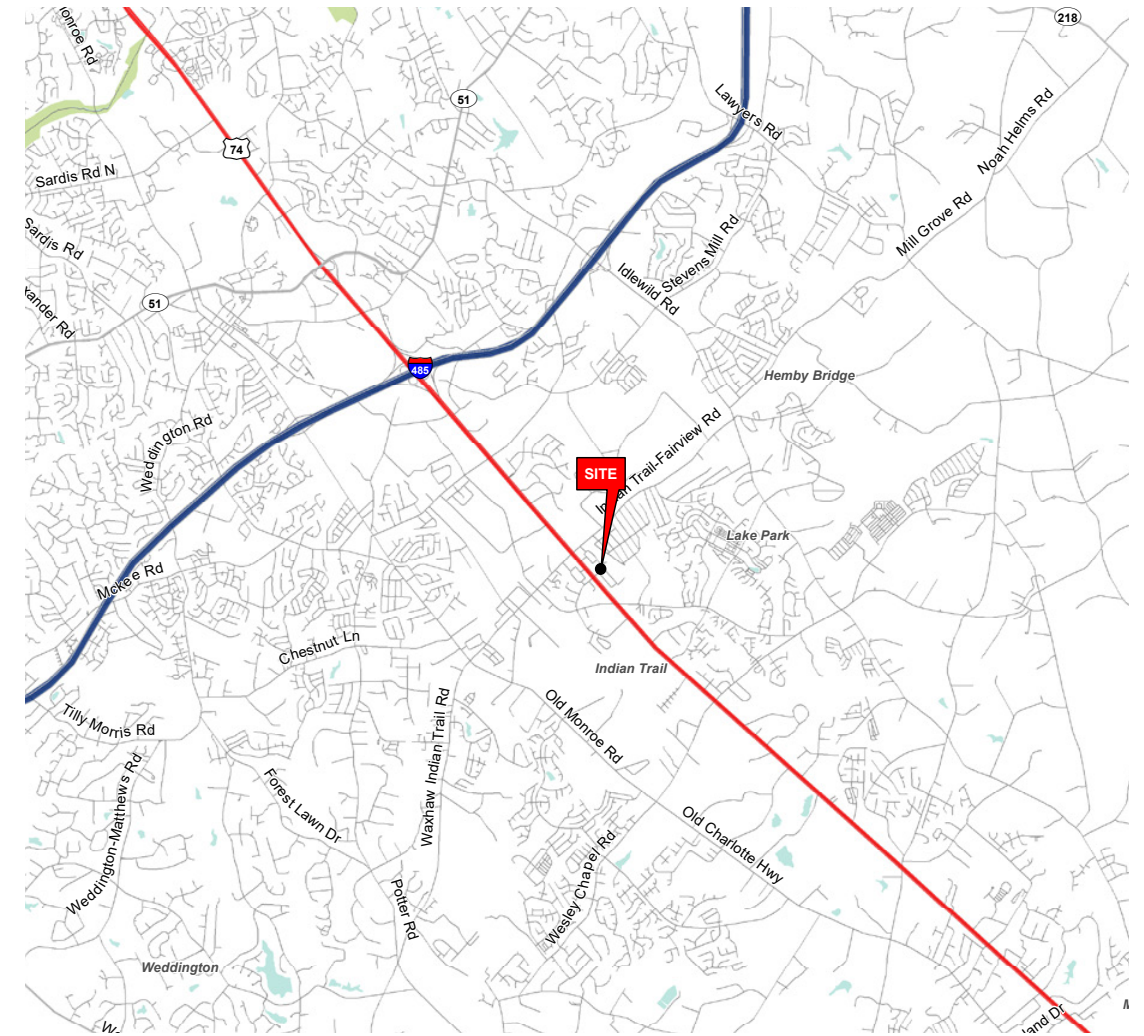 onroe Rd
218
51
Lawyers Rd
Noah Helms Rd
74
Sardis Rd N
Mill Grove Rd
Sardis Rd
Stevens Mill Rd
Idlewild Rd
51
xander Rd
485
Hemby Bridge
Weddington Rd
Indian Trail-Fairview Rd
SITE
Lake Park
Mckee Rd
Chestnut Ln
Indian Trail
Old Monroe Rd
Waxhaw Indian Trail Rd
Tilly Morris Rd
Weddington-Matthews Rd
Forest Lawn Dr
Old Charlotte Hwy
Wesley Chapel Rd
Potter Rd
Weddington
land Dr